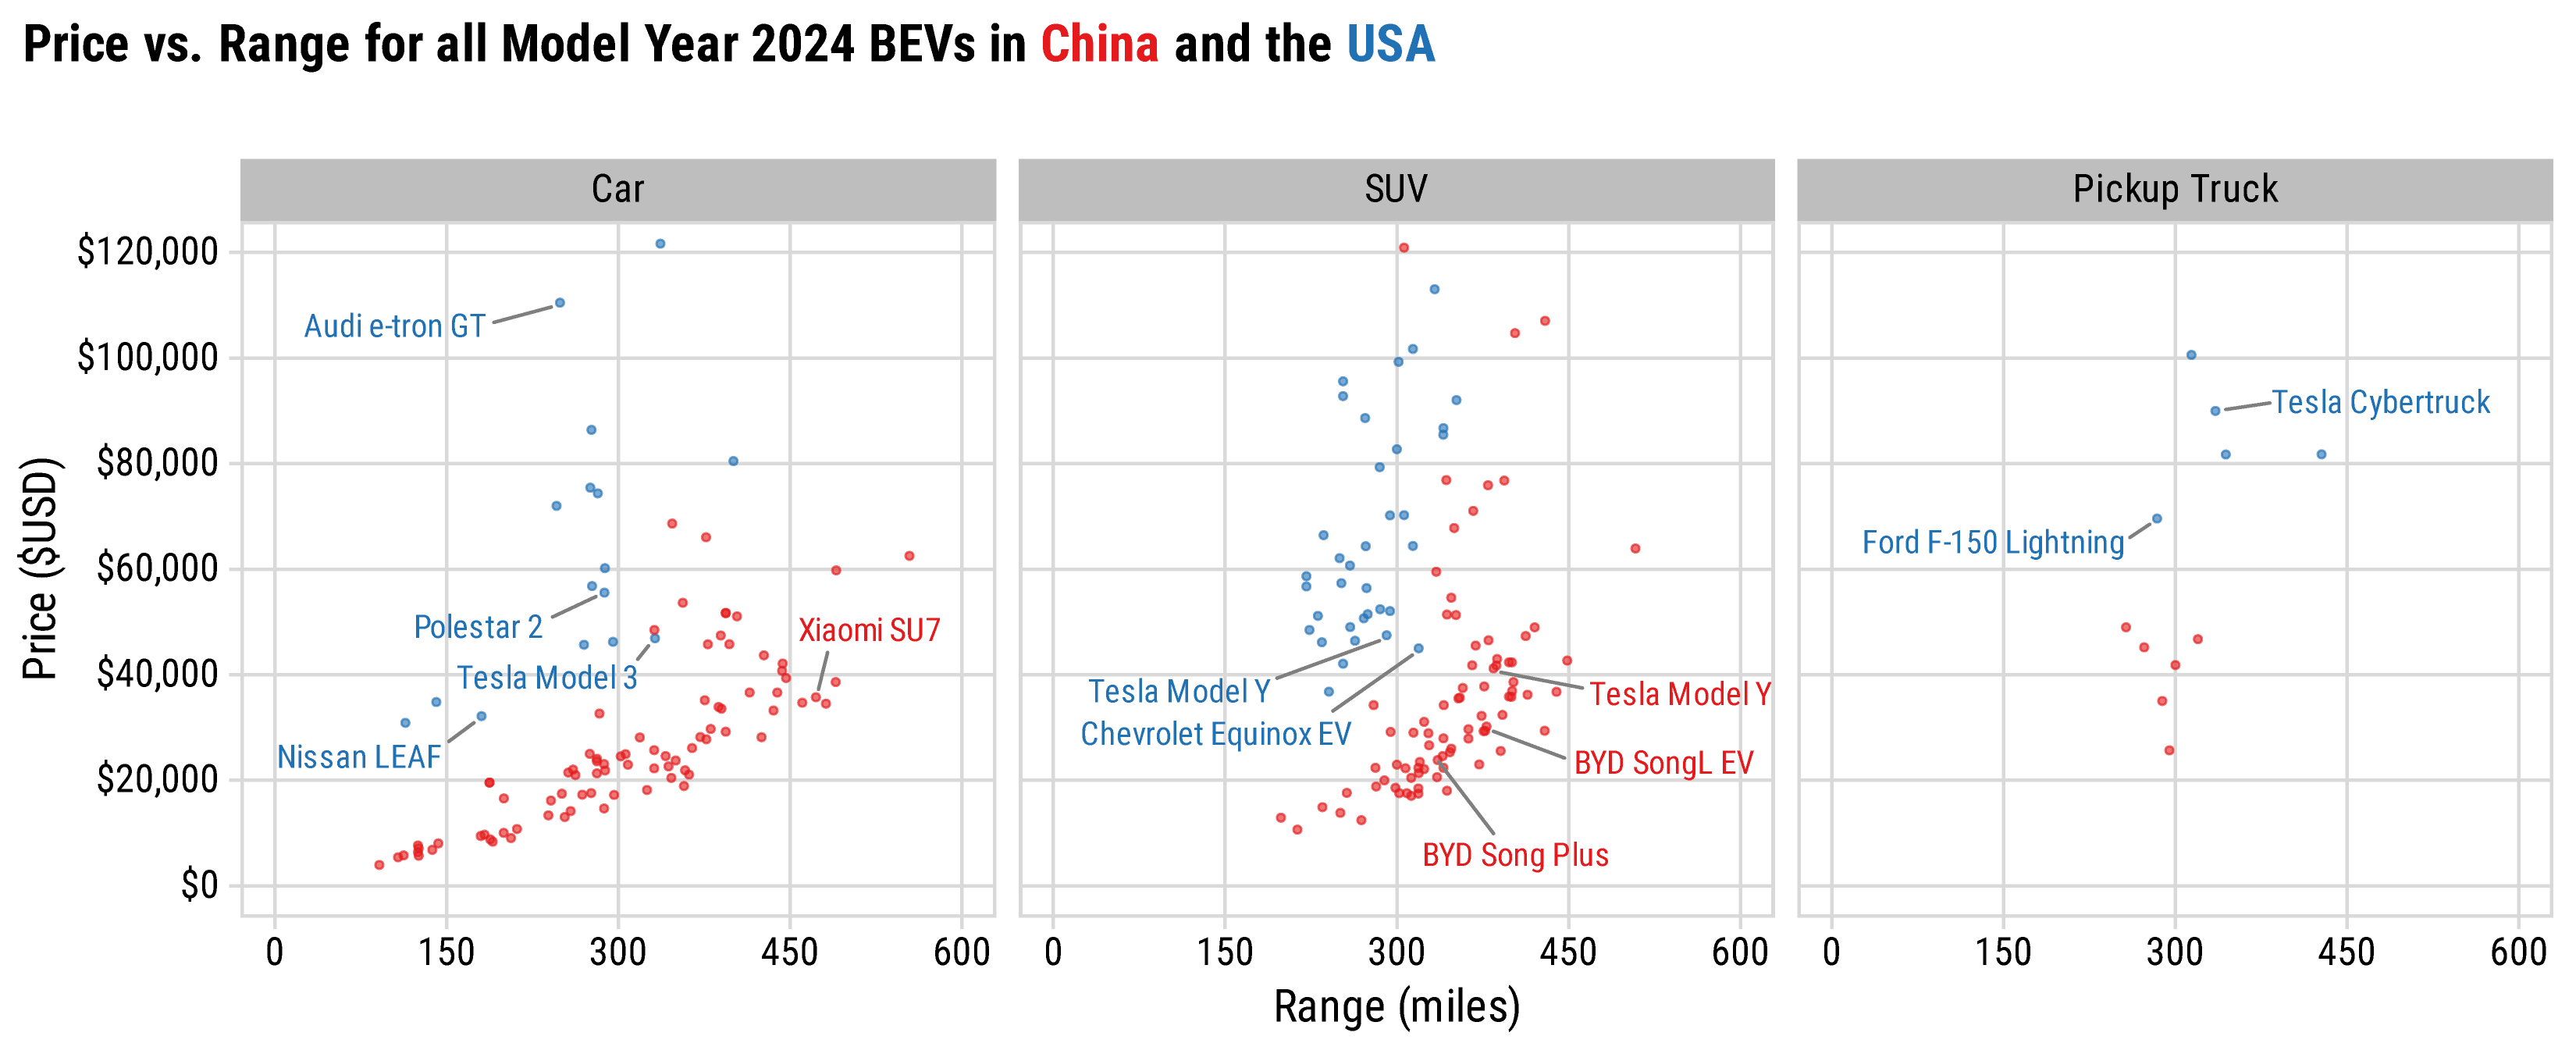 Price vs. Range for all Model Year 2024 BEVs in China and the USA
Car
SUV
Pickup Truck
Price ($USD)
$120,000
$100,000
$80,000
$60,000
$40,000
$20,000
$0
Audi e-tron GT
Polestar 2
Xiaomi SU7
Tesla Model 3
Nissan LEAF
Tesla Model Y
Chevrolet Equinox EV
Tesla Model Y
BYD SongL EV
BYD Song Plus
Tesla Cybertruck
Ford F-150 Lightning
0 150 300 450 600
0 150 300 450 600
0 150 300 450 600
Range (miles)